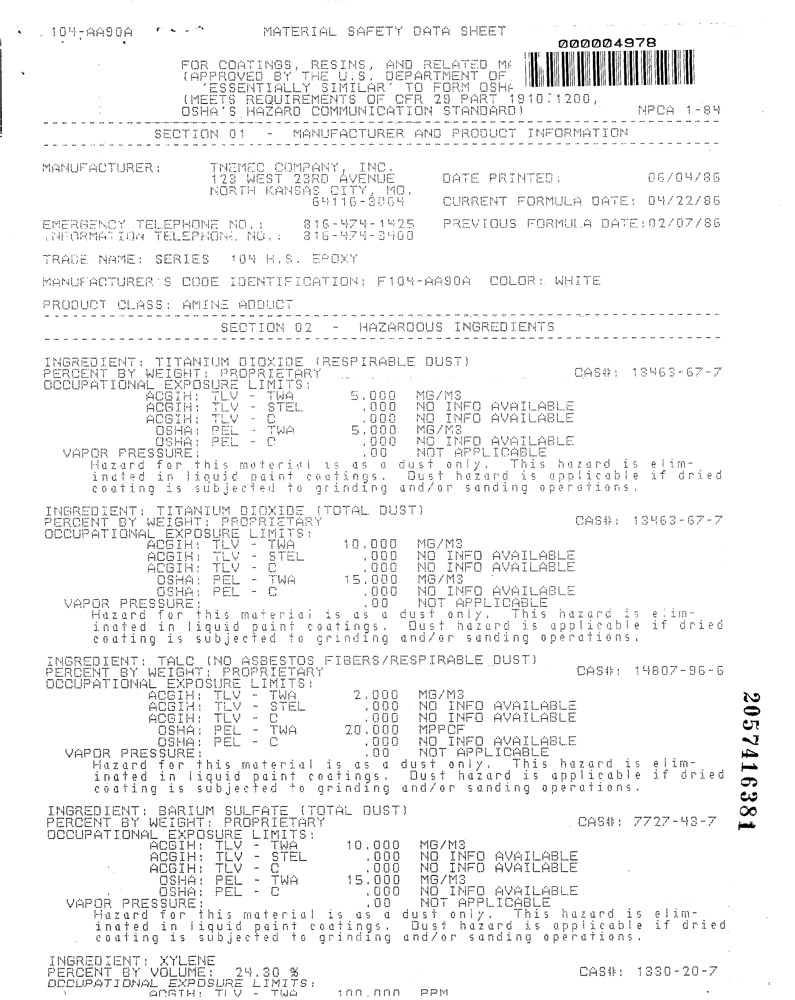 104-AA90A MATERIAL SAFETY DATA SHEET
000004978
FOR COATINGS, RESINS, AND RELATED MA
(APPROVED BY THE U.S. DEPARTMENT OF
'ESSENTIALLY SIMILAR' TO FORM OSHA
(MEETS REQUIREMENTS OF CFR 29 PART 1910.1200,
OSHA'S HAZARD COMMUNICATION STANDARD) NPCA 1-84
SECTION 01 - MANUFACTURER AND PRODUCT INFORMATION
MANUFACTURER: TNEMEC COMPANY, INC.
123 WEST 23RD AVENUE DATE PRINTED: 06/04/86
NORTH KANSAS CITY, MO.
64116-3064 CURRENT FORMULA DATE: 04/22/86
EMERGENCY TELEPHONE NO.: 816-474-1425 PREVIOUS FORMULA DATE:02/07/86
INFORMATION TELEPHONE NO.: 816-474-3400
TRADE NAME: SERIES 104 H.S. EPOXY
MANUFACTURER'S CODE IDENTIFICATION: F104-AA90A COLOR: WHITE
PRODUCT CLASS: AMINE ADDUCT
SECTION 02 - HAZARDOUS INGREDIENTS
INGREDIENT: TITANIUM DIOXIDE (RESPIRABLE DUST)
PERCENT BY WEIGHT: PROPRIETARY CAS#: 13463-67-7
OCCUPATIONAL EXPOSURE LIMITS:
ACGIH: TLV - TWA 5.000 MG/M3
ACGIH: TLV - STEL .000 NO INFO AVAILABLE
ACGIH: TLV - C .000 NO INFO AVAILABLE
OSHA: PEL - TWA 5.000 MG/M3
OSHA: PEL - C .000 NO INFO AVAILABLE
VAPOR PRESSURE: .00 NOT APPLICABLE
Hazard for this material is as a dust only. This hazard is elim-
inated in liquid paint coatings. Dust hazard is applicable if dried
coating is subjected to grinding and/or sanding operations.
INGREDIENT: TITANIUM DIOXIDE (TOTAL DUST)
PERCENT BY WEIGHT: PROPRIETARY CAS#: 13463-67-7
OCCUPATIONAL EXPOSURE LIMITS:
ACGIH: TLV - TWA 10.000 MG/M3
ACGIH: TLV - STEL .000 NO INFO AVAILABLE
ACGIH: TLV - C .000 NO INFO AVAILABLE
OSHA: PEL - TWA 15.000 MG/M3
OSHA: PEL - C .000 NO INFO AVAILABLE
VAPOR PRESSURE: .00 NOT APPLICABLE
Hazard for this material is as a dust only. This hazard is elim-
inated in liquid paint coatings. Dust hazard is applicable if dried
coating is subjected to grinding and/or sanding operations.
INGREDIENT: TALC (NO ASBESTOS FIBERS/RESPIRABLE DUST)
PERCENT BY WEIGHT: PROPRIETARY CAS#: 14807-96-6
OCCUPATIONAL EXPOSURE LIMITS:
ACGIH: TLV - TWA 2.000 MG/M3
ACGIH: TLV - STEL .000 NO INFO AVAILABLE
ACGIH: TLV - C .000 NO INFO AVAILABLE
OSHA: PEL - TWA 20.000 MPPCF
OSHA: PEL - C .000 NO INFO AVAILABLE
VAPOR PRESSURE: .00 NOT APPLICABLE
Hazard for this material is as a dust only. This hazard is elim-
inated in liquid paint coatings. Dust hazard is applicable if dried
coating is subjected to grinding and/or sanding operations.
2057416381
INGREDIENT: BARIUM SULFATE (TOTAL DUST)
PERCENT BY WEIGHT: PROPRIETARY CAS#: 7727-43-7
OCCUPATIONAL EXPOSURE LIMITS:
ACGIH: TLV - TWA 10.000 MG/M3
ACGIH: TLV - STEL .000 NO INFO AVAILABLE
ACGIH: TLV - C .000 NO INFO AVAILABLE
OSHA: PEL - TWA 15.000 MG/M3
OSHA: PEL - C .000 NO INFO AVAILABLE
VAPOR PRESSURE: .00 NOT APPLICABLE
Hazard for this material is as a dust only. This hazard is elim-
inated in liquid paint coatings. Dust hazard is applicable if dried
coating is subjected to grinding and/or sanding operations.
INGREDIENT: XYLENE
PERCENT BY VOLUME: 24.30 % CAS#: 1330-20-7
OCCUPATIONAL EXPOSURE LIMITS:
ACGIH: TLV - TWA 100.000 PPM